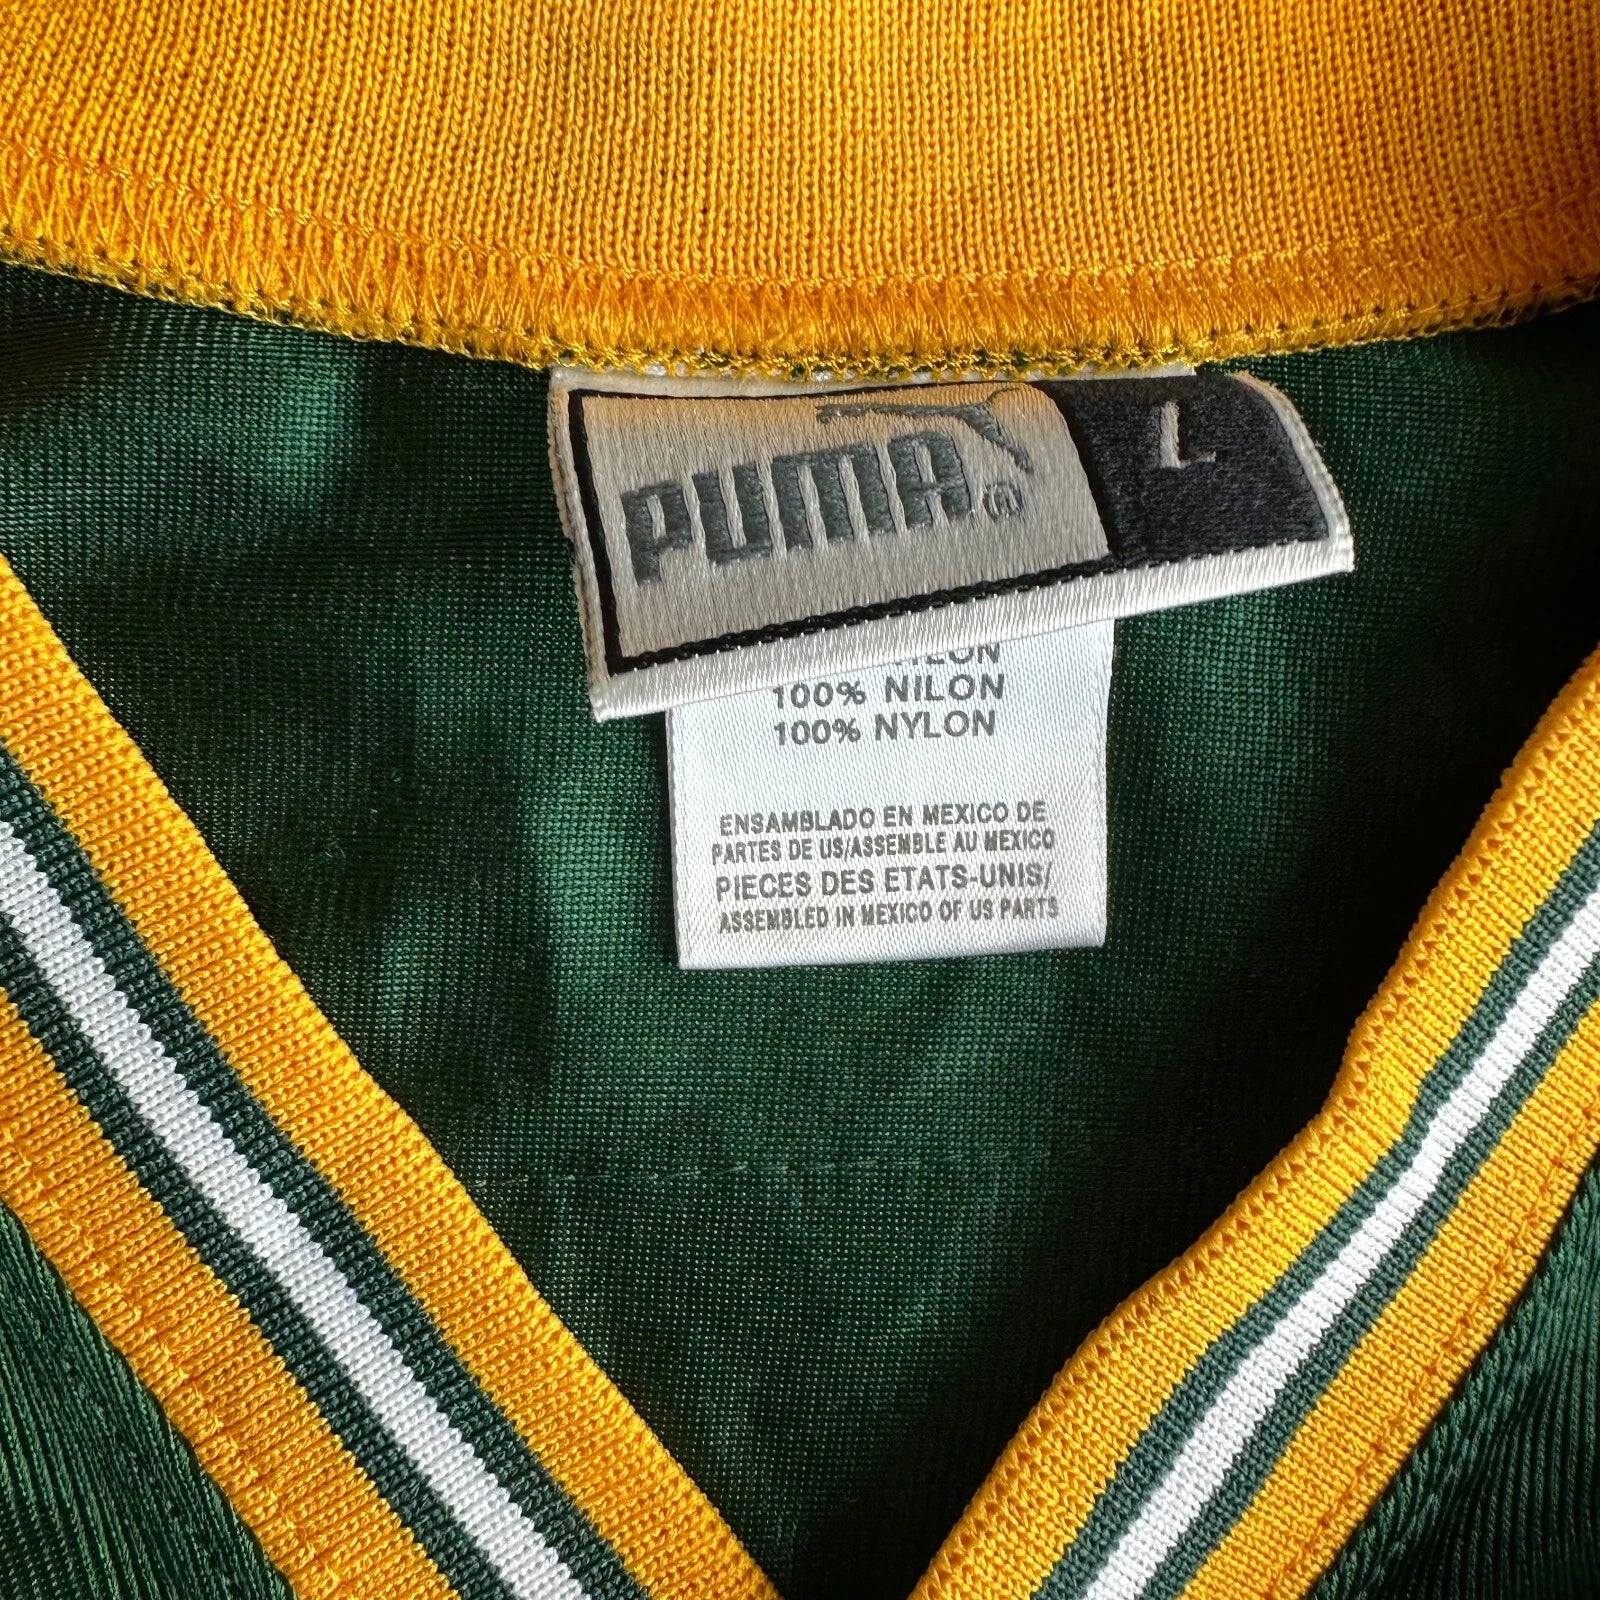 PUMA L
100% NILON
100% NYLON
ENSAMBLADO EN MEXICO DE
PARTES DE US/ASSEMBLE AU MEXICO
PIECES DES ETATS-UNIS/
ASSEMBLED IN MEXICO OF US PARTS